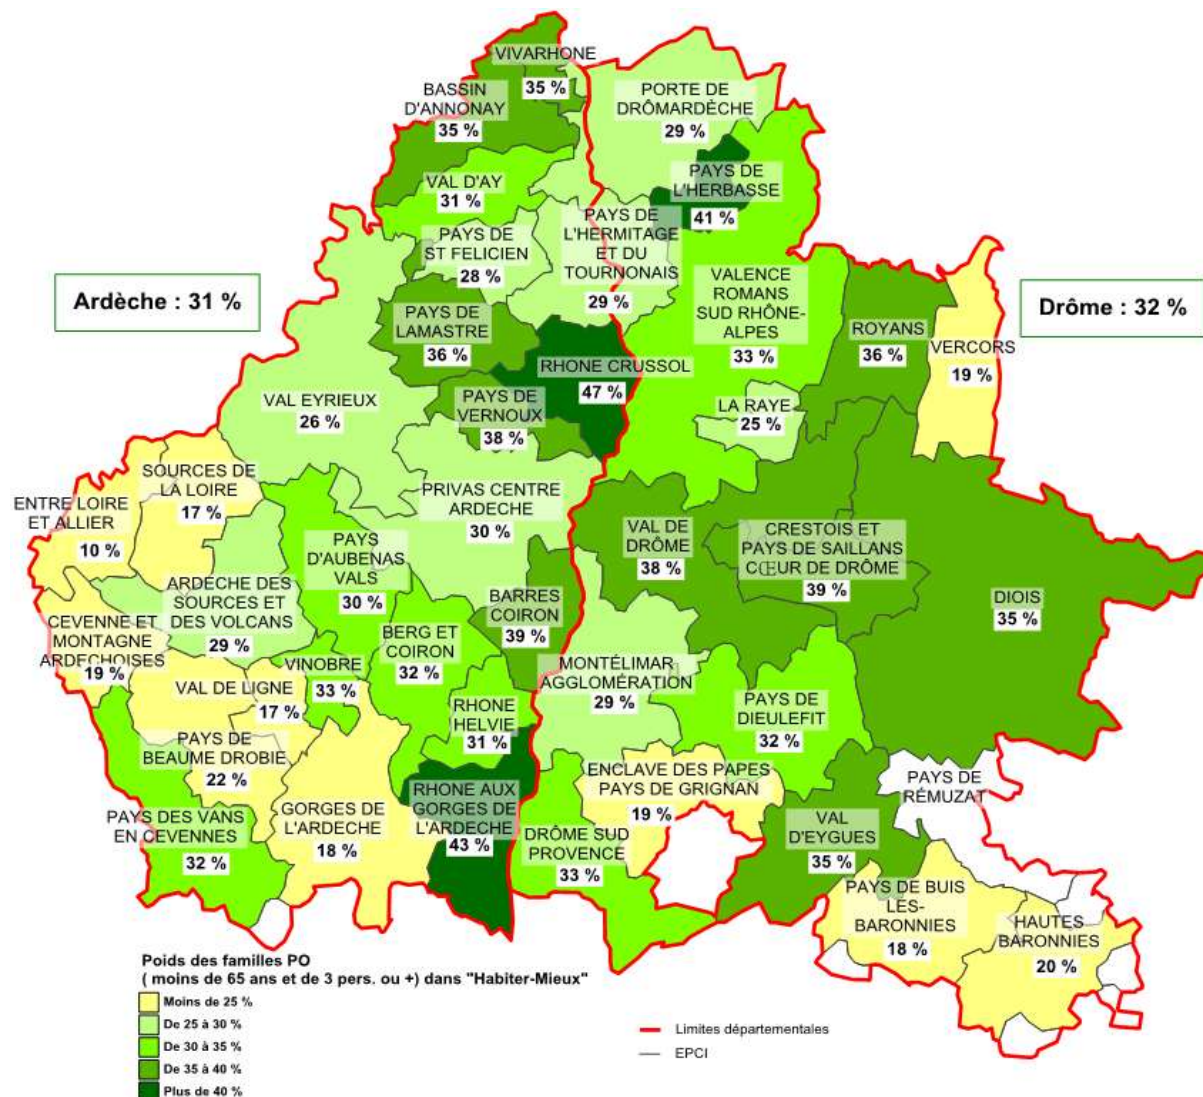 VIVARHONE
35 %
BASSIN
D'ANNONAY
35 %
PORTE DE
DRÔMARDÈCHE
29 %
VAL D'AY
31 %
PAYS DE
L'HERBASSE
41 %
PAYS DE
ST FELICIEN
28 %
PAYS DE
L'HERMITAGE
ET DU
TOURNONAIS
29 %
Ardèche : 31 %
VALENCE
ROMANS
SUD RHÔNE-
ALPES
33 %
Drôme : 32 %
PAYS DE
LAMASTRE
36 %
ROYANS
36 %
VERCORS
19 %
RHONE CRUSSOL
47 %
VAL EYRIEUX
26 %
PAYS DE
VERNOUX
38 %
LA RAYE
25 %
SOURCES DE
LA LOIRE
17 %
ENTRE LOIRE
ET ALLIER
10 %
PRIVAS CENTRE
ARDECHE
30 %
PAYS
D'AUBENAS
VALS
30 %
VAL DE
DRÔME
38 %
CRESTOIS ET
PAYS DE SAILLANS
CŒUR DE DRÔME
39 %
ARDÈCHE DES
SOURCES ET
DES VOLCANS
29 %
BARRES
COIRON
39 %
DIOIS
35 %
CEVENNE ET
MONTAGNE
ARDECHOISES
19 %
BERG ET
COIRON
32 %
VINOBRE
33 %
MONTÉLIMAR
AGGLOMÉRATION
29 %
VAL DE LIGNE
17 %
RHONE
HELVIE
31 %
PAYS DE
DIEULEFIT
32 %
PAYS DE
BEAUME DROBIE
22 %
ENCLAVE DES PAPES
PAYS DE GRIGNAN
19 %
PAYS DE
RÉMUZAT
PAYS DES VANS
EN CEVENNES
32 %
GORGES DE
L'ARDECHE
18 %
RHONE AUX
GORGES DE
L'ARDECHE
43 %
DRÔME SUD
PROVENCE
33 %
VAL
D'EYGUES
35 %
PAYS DE BUIS
LES-
BARONNIES
18 %
HAUTES
BARONNIES
20 %
Poids des familles PO
( moins de 65 ans et de 3 pers. ou +) dans "Habiter-Mieux"
Moins de 25 %
De 25 à 30 %
De 30 à 35 %
De 35 à 40 %
Plus de 40 %
Limites départementales
EPCI